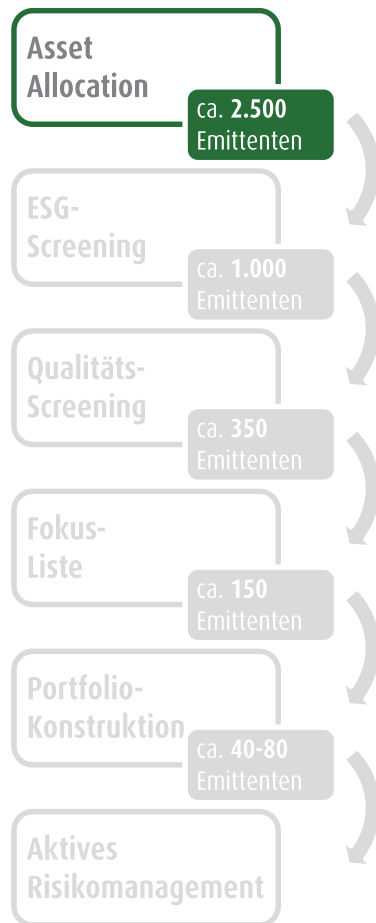 Asset
Allocation
ca. 2.500
Emittenten
ESG-
Screening
ca. 1.000
Emittenten
Qualitäts-
Screening
ca. 350
Emittenten
Fokus-
Liste
ca. 150
Emittenten
Portfolio-
Konstruktion
ca. 40-80
Emittenten
Aktives
Risikomanagement